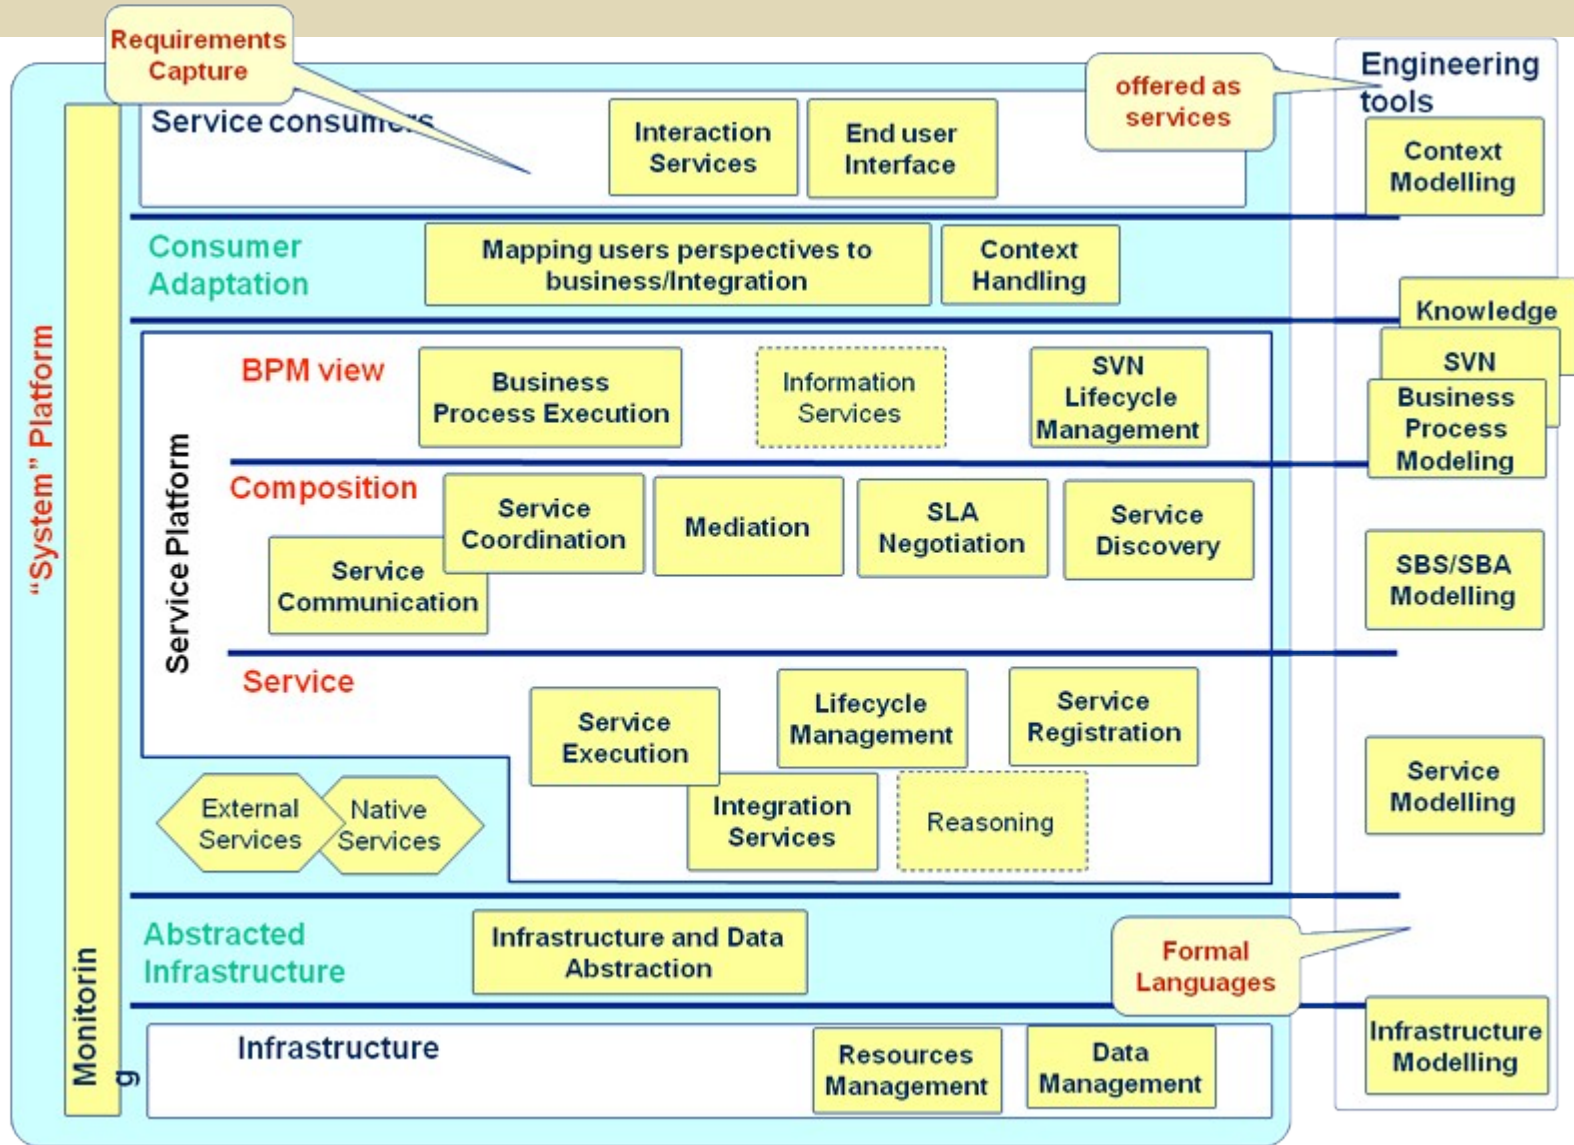 Requirements
Capture
offered as
services
Engineering
tools
Service consumers
Interaction
Services
End user
Interface
Context
Modelling
Consumer
Adaptation
Mapping users perspectives to
business/Integration
Context
Handling
Knowledge
SVN
Business
Process
Modeling
"System" Platform
Service Platform
BPM view
Business
Process Execution
Information
Services
SVN
Lifecycle
Management
Composition
Service
Coordination
Mediation
SLA
Negotiation
Service
Discovery
Service
Communication
SBS/SBA
Modelling
Service
Service
Execution
Lifecycle
Management
Service
Registration
Integration
Services
Reasoning
Service
Modelling
External
Services
Native
Services
Abstracted
Infrastructure
Infrastructure and Data
Abstraction
Formal
Languages
Monitorin
g
Infrastructure
Resources
Management
Data
Management
Infrastructure
Modelling